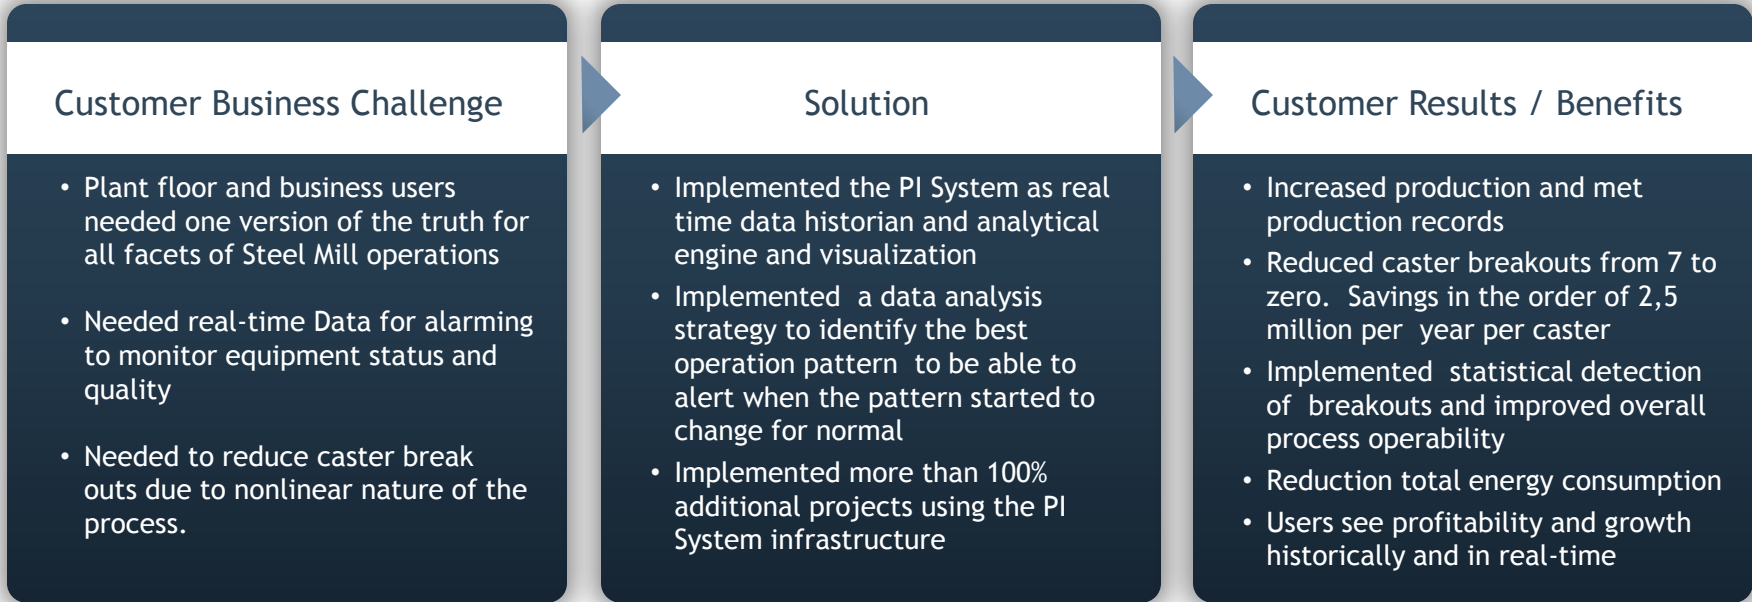 Customer Business Challenge
• Plant floor and business users
needed one version of the truth for
all facets of Steel Mill operations
• Needed real-time Data for alarming
to monitor equipment status and
quality
• Needed to reduce caster break
outs due to nonlinear nature of the
process.
Solution
• Implemented the PI System as real
time data historian and analytical
engine and visualization
• Implemented  a data analysis
strategy to identify the best
operation pattern  to be able to
alert when the pattern started to
change for normal
• Implemented more than 100%
additional projects using the PI
System infrastructure
Customer Results / Benefits
• Increased production and met
production records
• Reduced caster breakouts from 7 to
zero.  Savings in the order of 2,5
million per  year per caster
• Implemented  statistical detection
of  breakouts and improved overall
process operability
• Reduction total energy consumption
• Users see profitability and growth
historically and in real-time